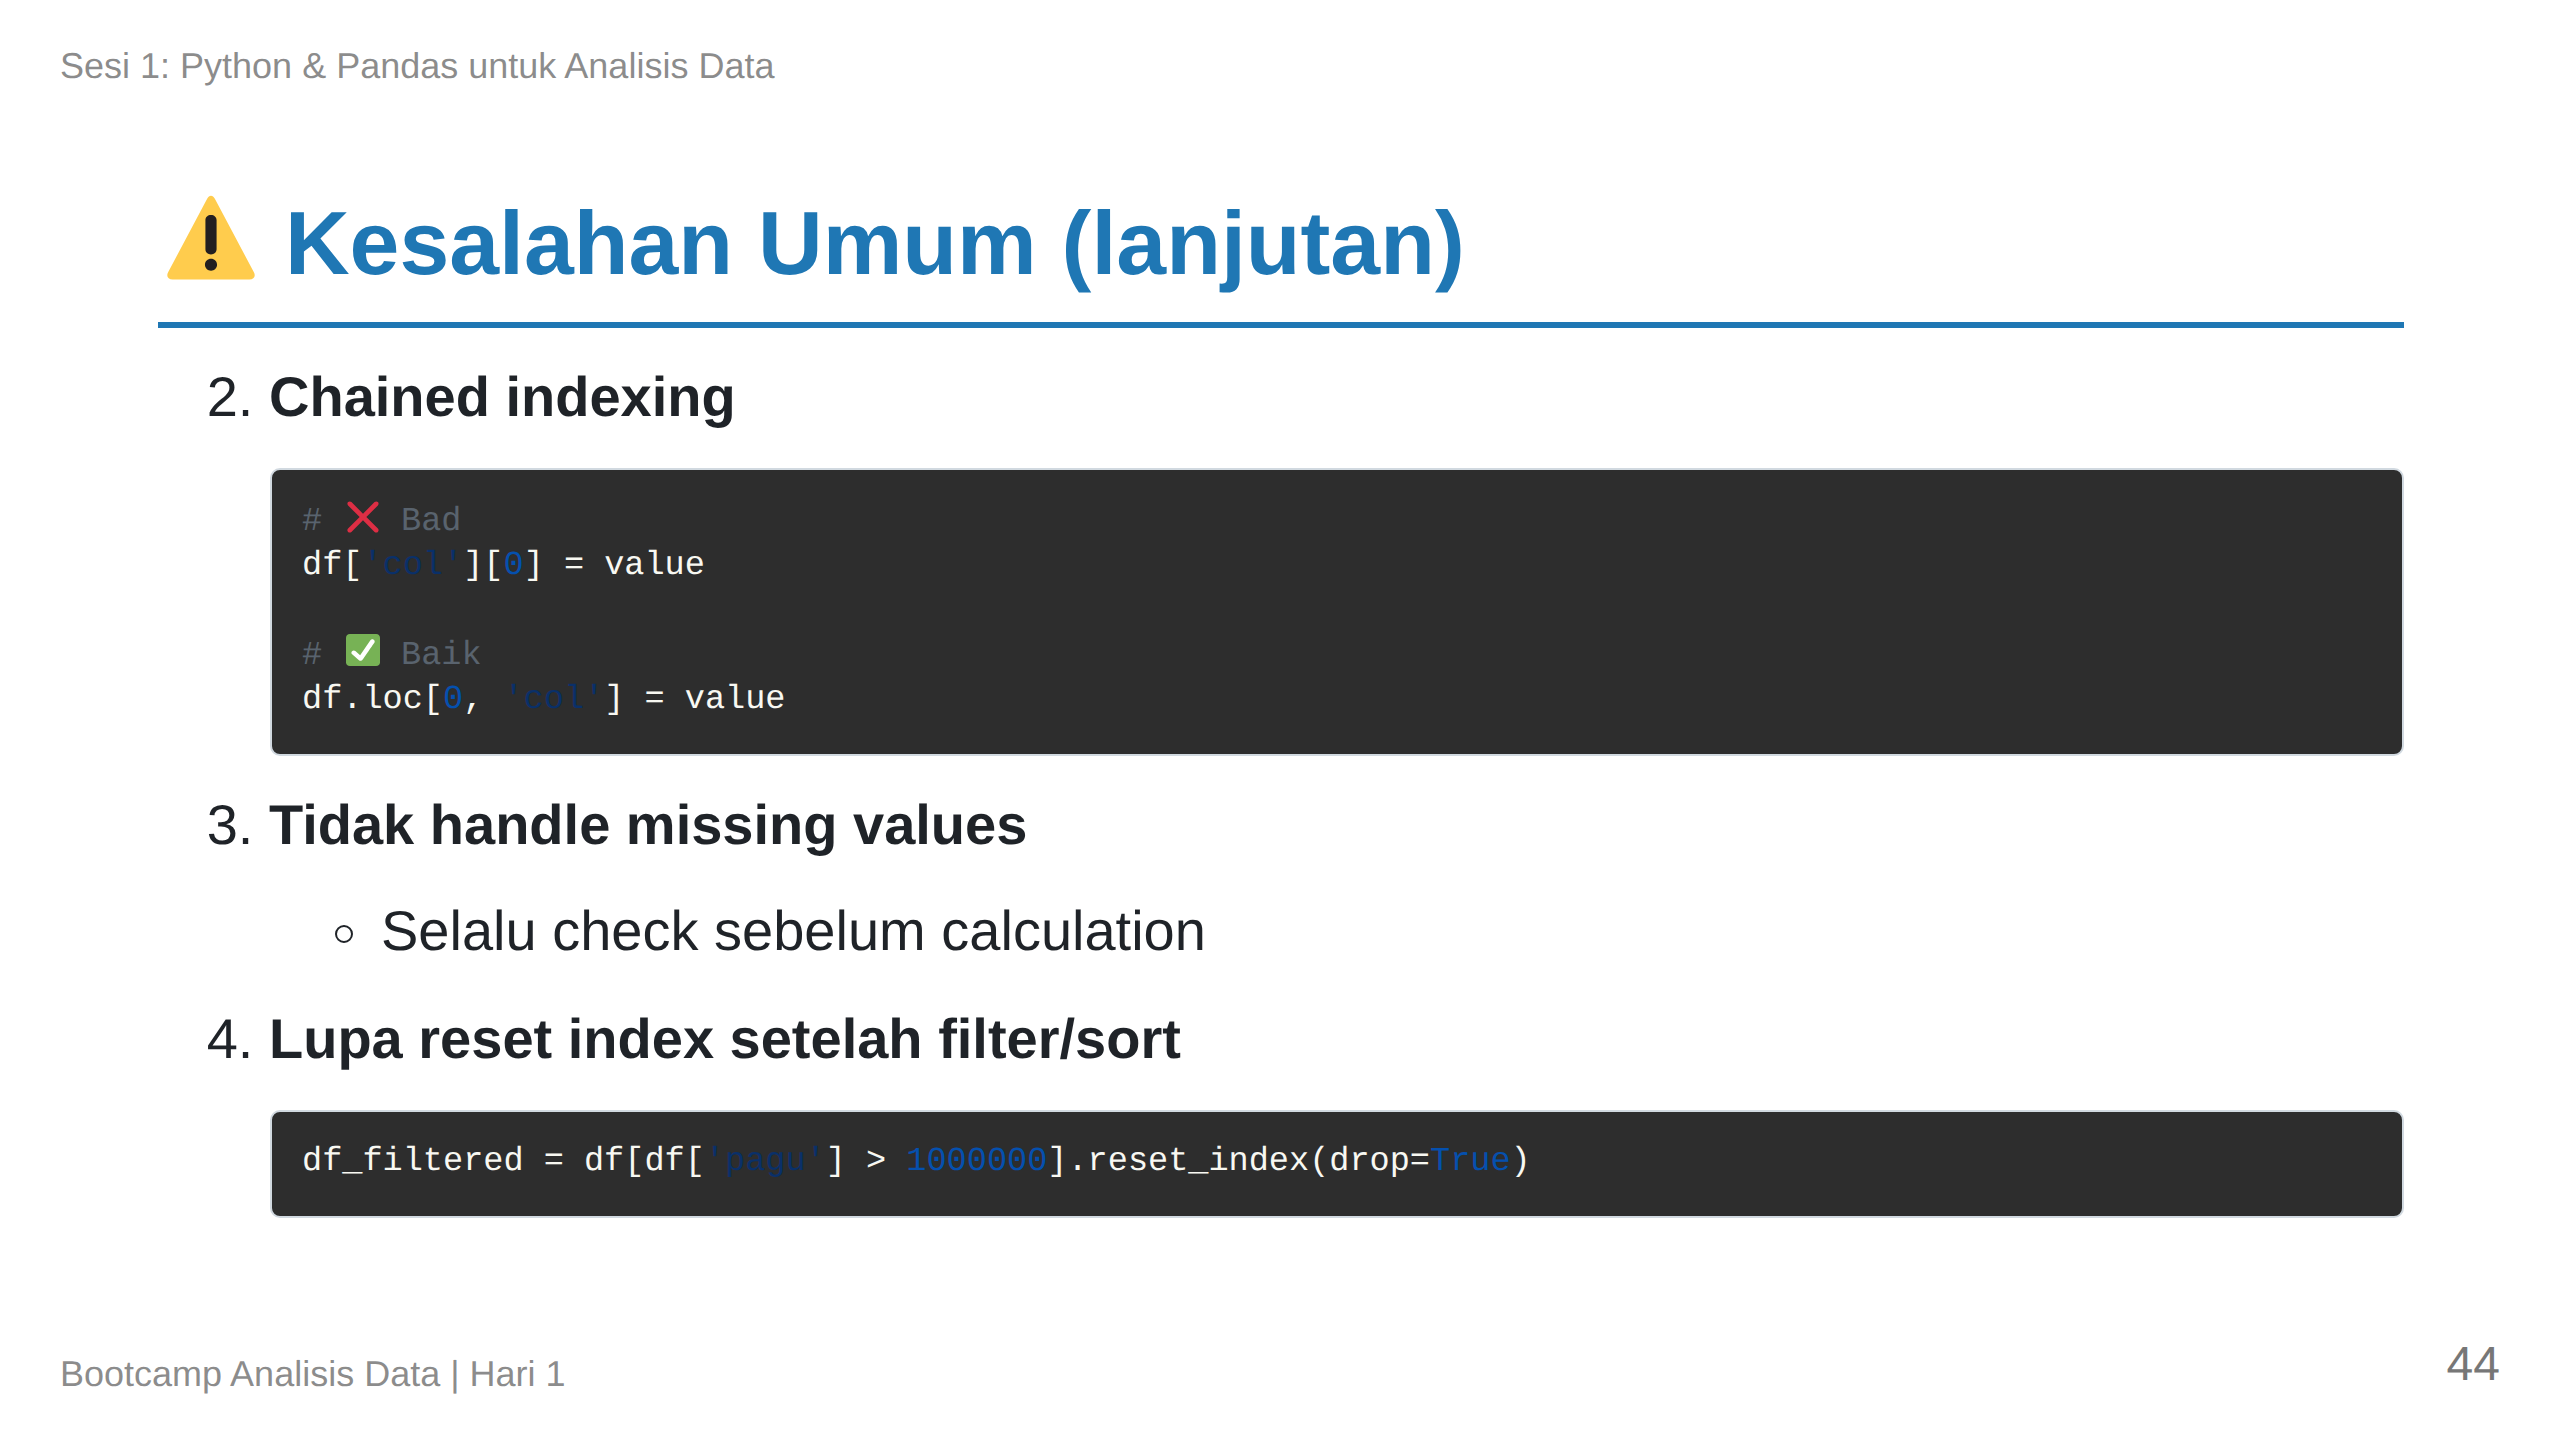 Sesi 1: Python & Pandas untuk Analisis Data
⚠️ Kesalahan Umum (lanjutan)
2. Chained indexing
# ❌ Bad
df['col'][0] = value
# ✅ Baik
df.loc[0, 'col'] = value
3. Tidak handle missing values
◦ Selalu check sebelum calculation
4. Lupa reset index setelah filter/sort
df_filtered = df[df['pagu'] > 1000000].reset_index(drop=True)
Bootcamp Analisis Data | Hari 1
44